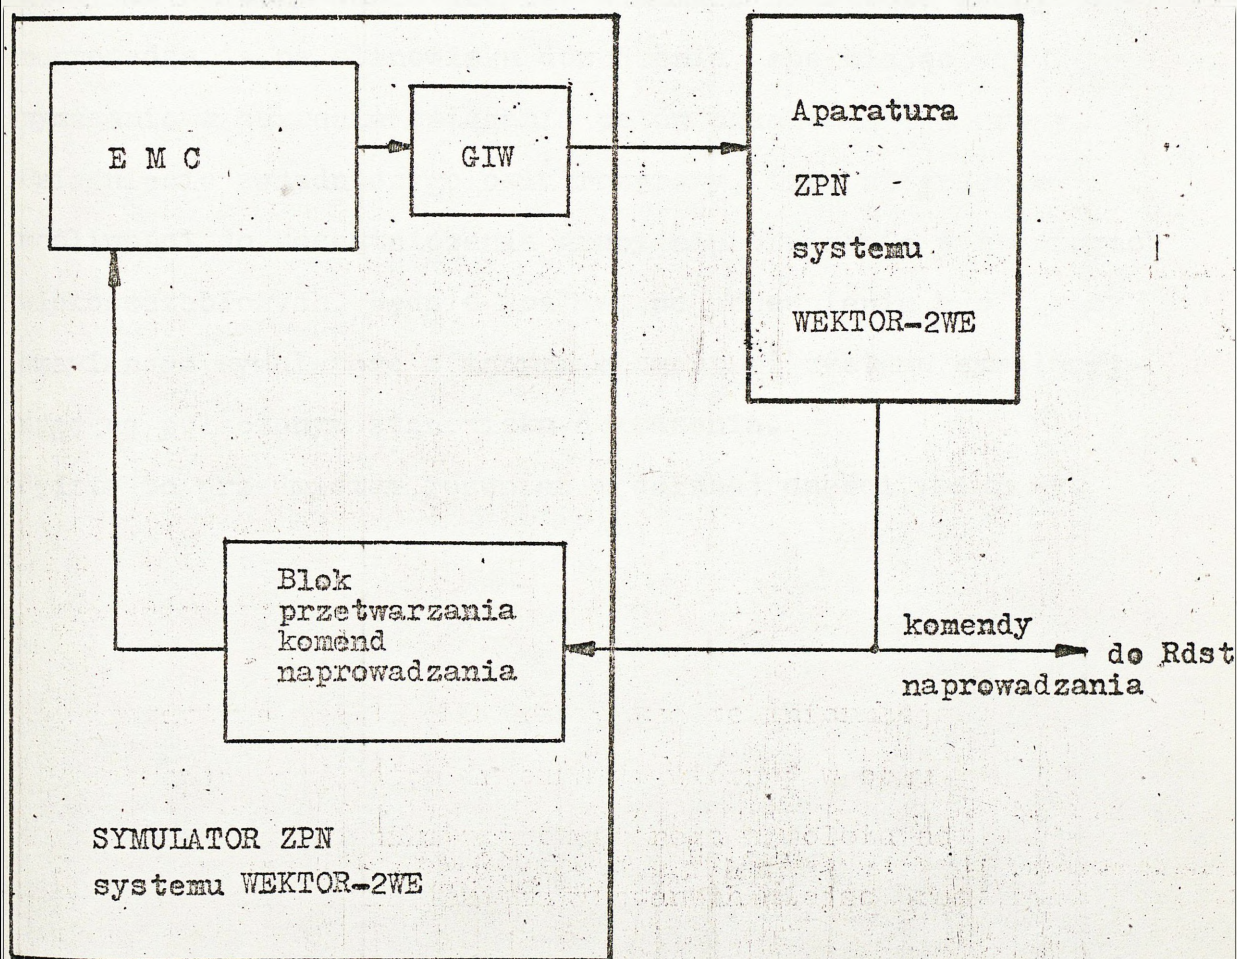 E M C
GIW
Aparatura
ZPN
systemu
WEKTOR-2WE
Blok
przetwarzania
komend
naprowadzania
komendy
do Rdst
naprowadzania
SYMULATOR ZPN
systemu WEKTOR-2WE